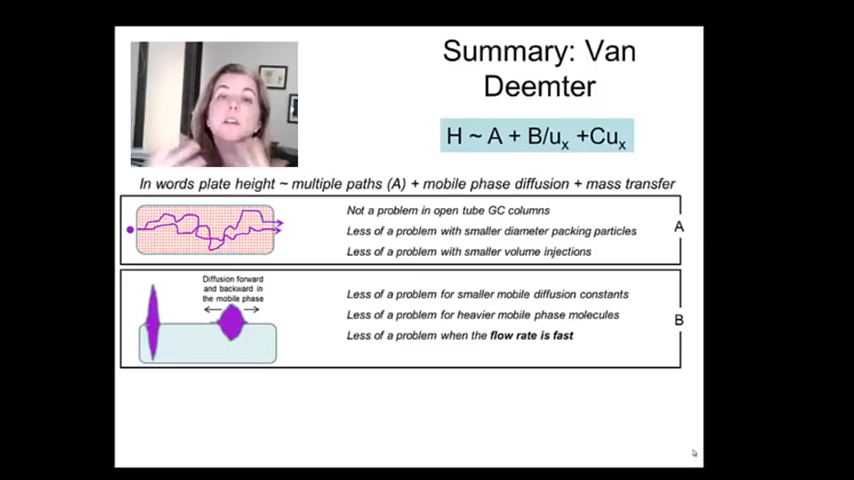 Summary: Van
Deemter
H ~ A + B/uₓ +Cuₓ
In words plate height ~ multiple paths (A) + mobile phase diffusion + mass transfer
Not a problem in open tube GC columns
Less of a problem with smaller diameter packing particles
Less of a problem with smaller volume injections
A
Diffusion forward
and backward in
the mobile phase
Less of a problem for smaller mobile diffusion constants
Less of a problem for heavier mobile phase molecules
Less of a problem when the flow rate is fast
B